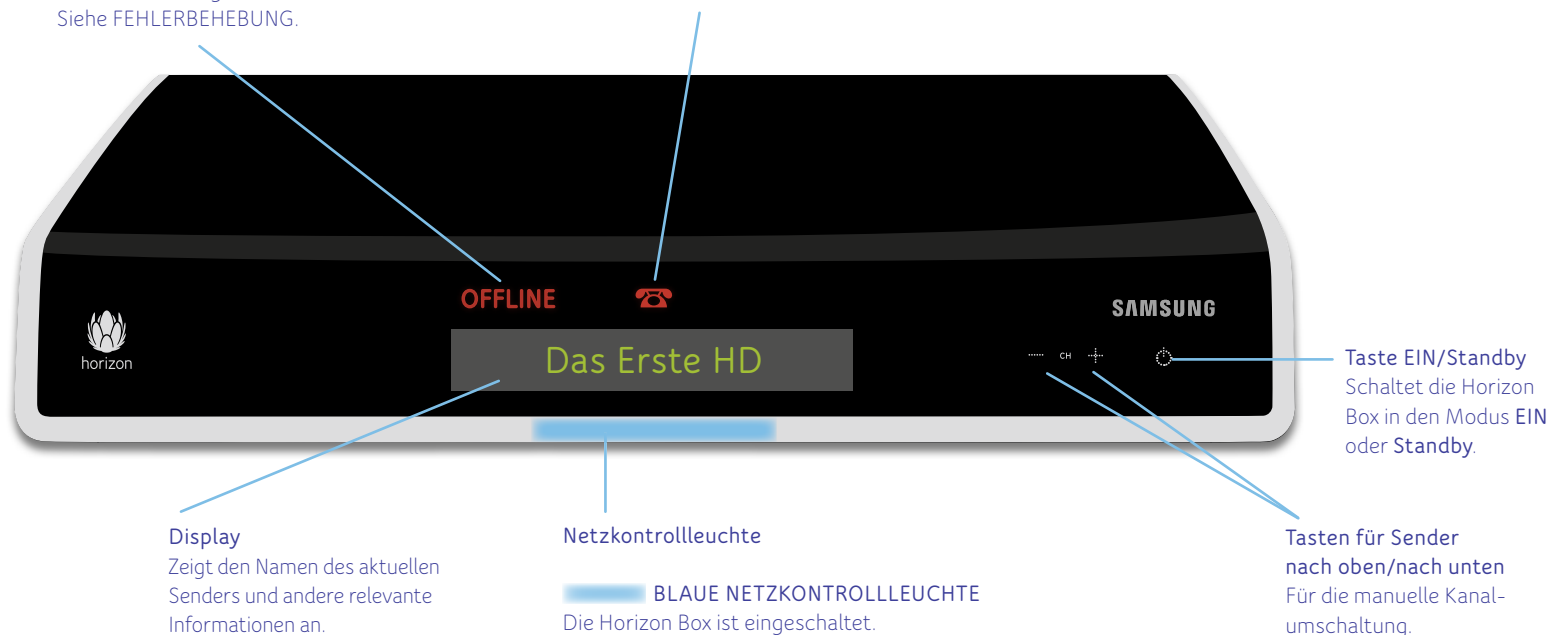 Siehe FEHLERBEHEBUNG.
OFFLINE
SAMSUNG
horizon
Das Erste HD
CH
Taste EIN/Standby
Schaltet die Horizon
Box in den Modus EIN
oder Standby.
Display
Zeigt den Namen des aktuellen
Senders und andere relevante
Informationen an.
Netzkontrollleuchte
BLAUE NETZKONTROLLLEUCHTE
Die Horizon Box ist eingeschaltet.
Tasten für Sender
nach oben/nach unten
Für die manuelle Kanal-
umschaltung.